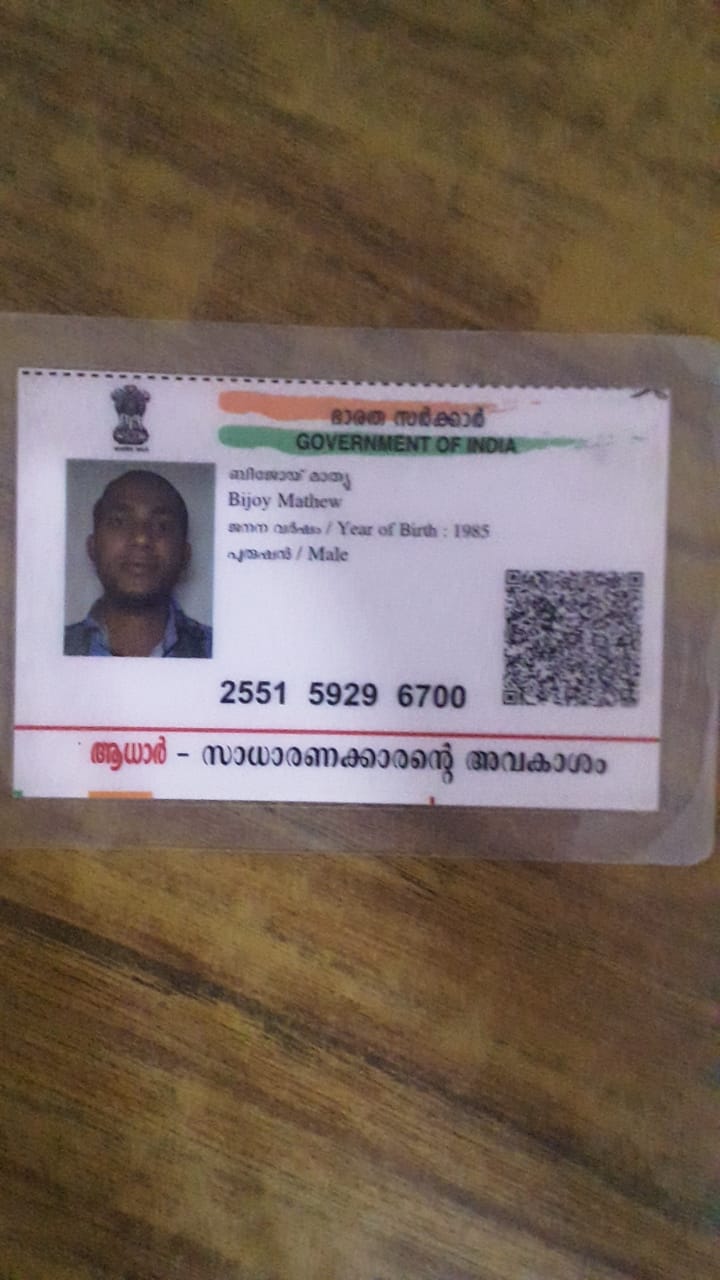 ഭാരത സർക്കാർ
GOVERNMENT OF INDIA
ബിജോയ് മാത്യു
Bijoy Mathew
ജനന വർഷം / Year of Birth : 1985
പുരുഷൻ / Male
2551 5929 6700
ആധാർ – സാധാരണക്കാരന്റെ അവകാശം